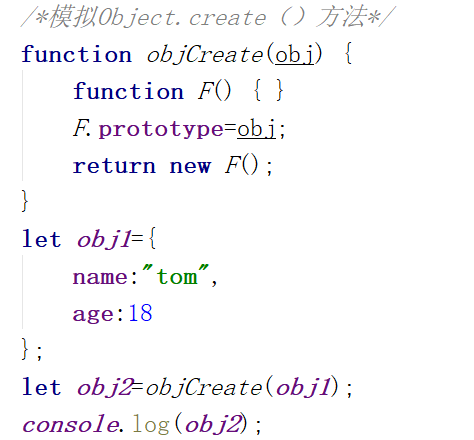 /*模拟Object.create（）方法*/
function objCreate(obj) {
    function F() { }
    F.prototype=obj;
    return new F();
}
let obj1={
    name:"tom",
    age:18
};
let obj2=objCreate(obj1);
console.log(obj2);